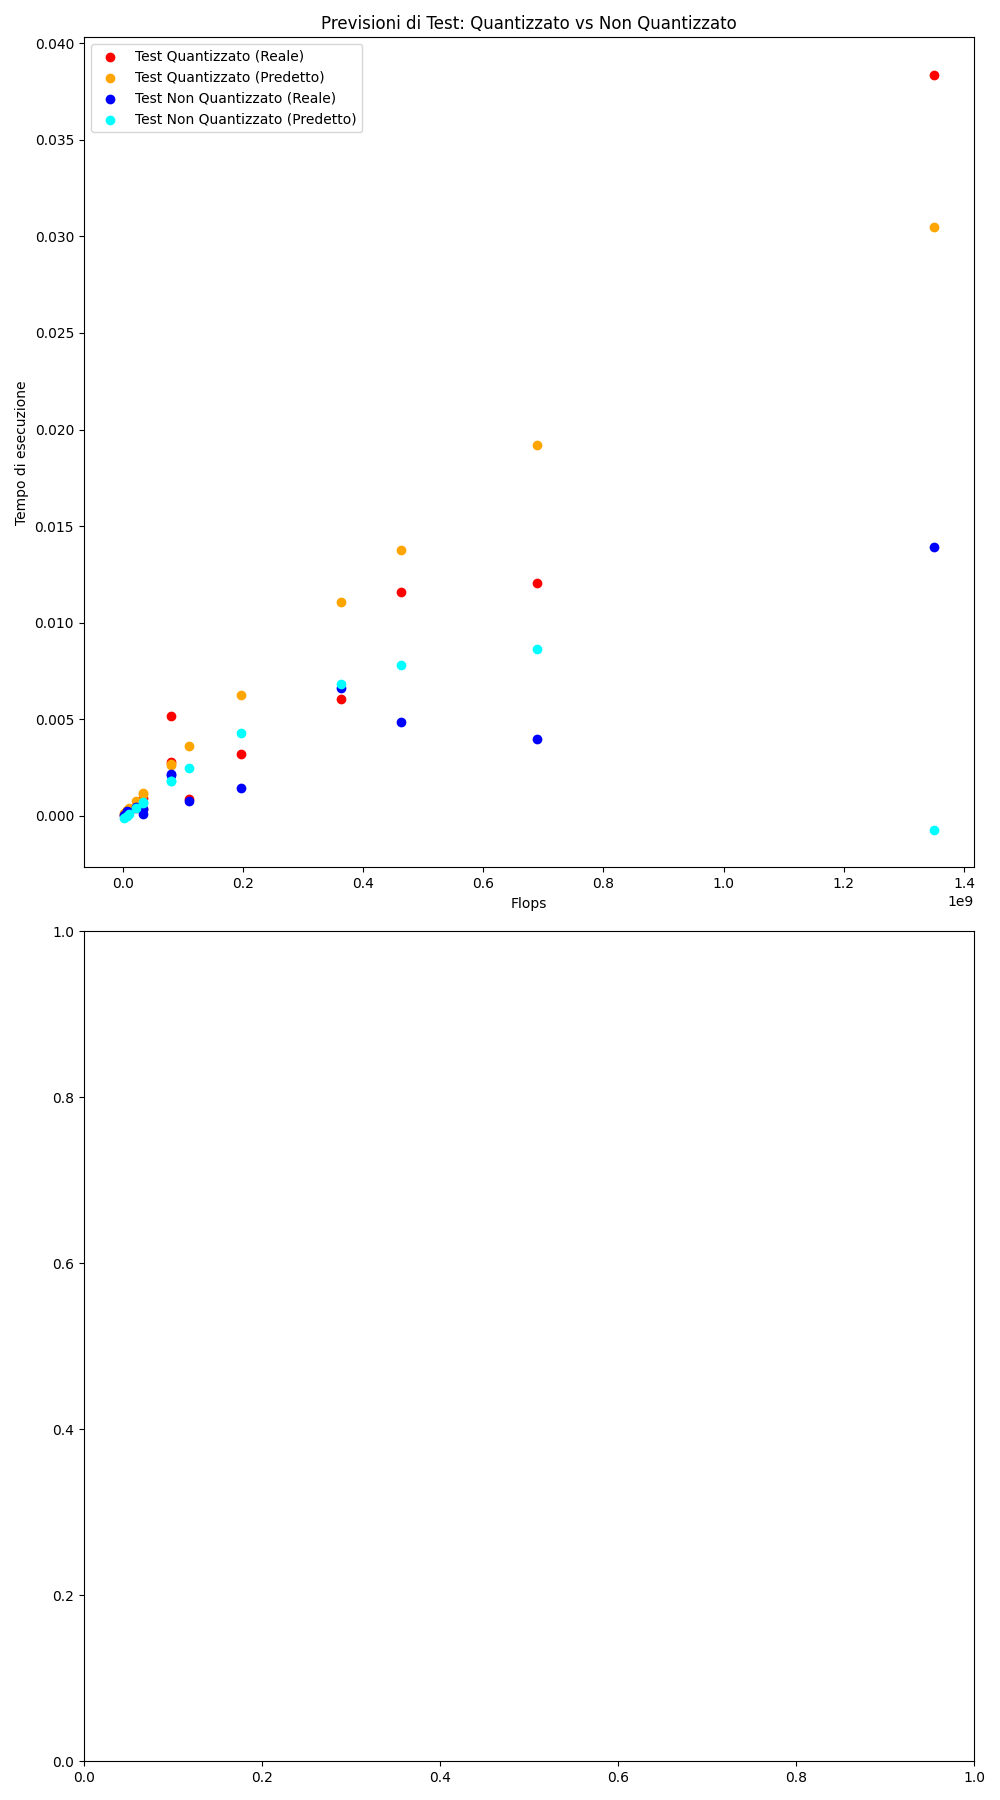 Previsioni di Test: Quantizzato vs Non Quantizzato
0.040
Test Quantizzato (Reale)
Test Quantizzato (Predetto)
Test Non Quantizzato (Reale)
Test Non Quantizzato (Predetto)
0.035
0.030
0.025
0.020
0.015
0.010
0.005
0.000
Tempo di esecuzione
0.0 0.2 0.4 0.6 0.8 1.0 1.2 1.4
1e9
Flops
1.0
0.8
0.6
0.4
0.2
0.0
0.0 0.2 0.4 0.6 0.8 1.0